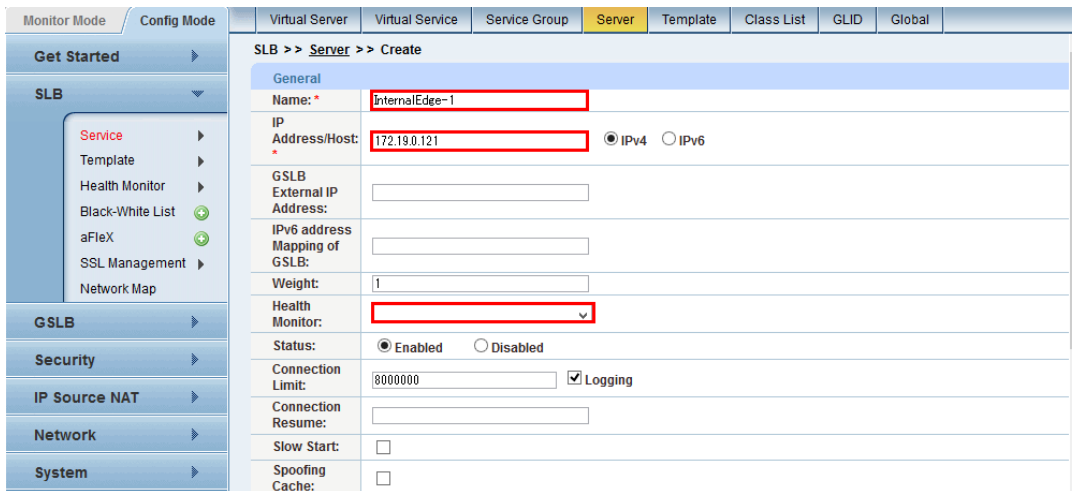 Monitor Mode
Config Mode
Virtual Server
Virtual Service
Service Group
Server
Template
Class List
GLID
Global
Get Started
SLB
Service
Template
Health Monitor
Black-White List
aFleX
SSL Management
Network Map
GSLB
Security
IP Source NAT
Network
System
SLB >> Server >> Create
General
Name: *
InternalEdge-1
IP
Address/Host:
*
172.19.0.121
IPv4
IPv6
GSLB
External IP
Address:
IPv6 address
Mapping of
GSLB:
Weight:
1
Health
Monitor:
Status:
Enabled
Disabled
Connection
Limit:
8000000
Logging
Connection
Resume:
Slow Start:
Spoofing
Cache: